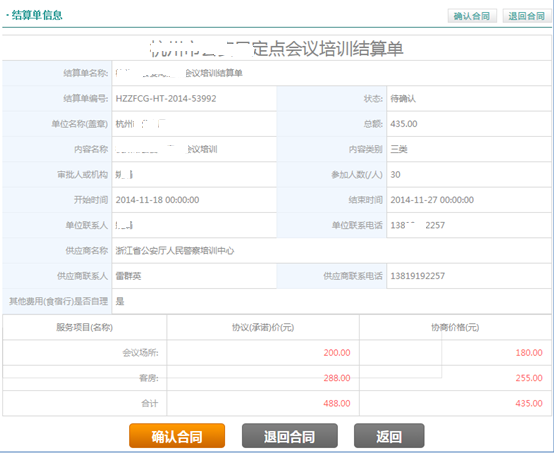 · 结算单信息 确认合同 退回合同
杭州市公 定点会议培训结算单
结算单名称: 会议培训结算单
结算单编号: HZZFCG-HT-2014-53992 状态: 待确认
单位名称(盖章) 杭州 总额: 435.00
内容名称 会议培训 内容类别 三类
审批人或机构 参加人数(/人) 30
开始时间 2014-11-18 00:00:00 结束时间 2014-11-27 00:00:00
单位联系人 单位联系电话 138 2257
供应商名称 浙江省公安厅人民警察培训中心
供应商联系人 雷群英 供应商联系电话 13819192257
其他费用(食宿行)是否自理 是
服务项目(名称) 协议(承诺)价(元) 协商价格(元)
会议场所: 200.00 180.00
客房: 288.00 255.00
合计 488.00 435.00
确认合同 退回合同 返回